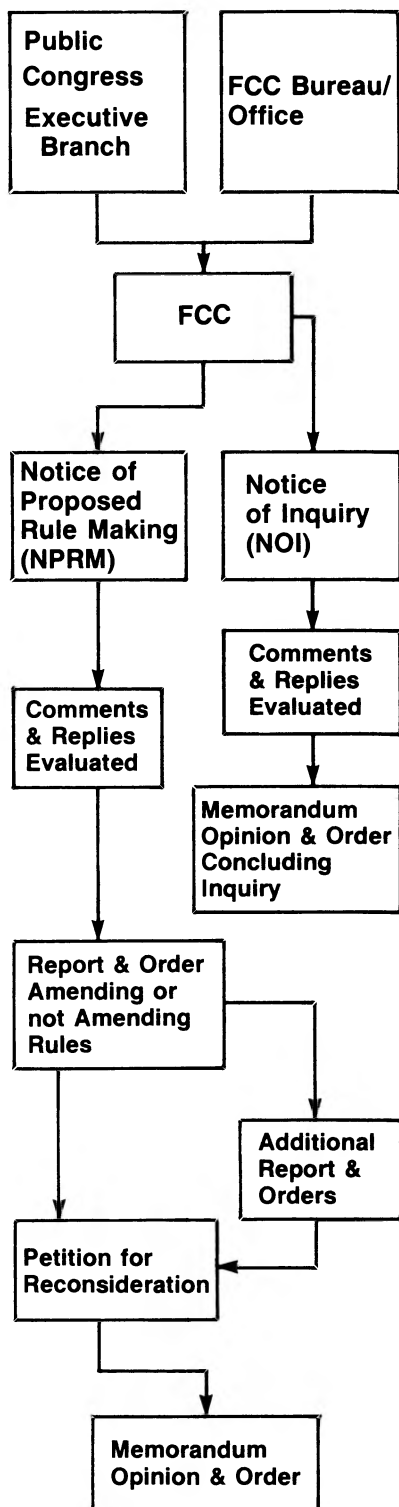 Public
Congress
Executive
Branch
FCC Bureau/
Office
FCC
Notice of
Proposed
Rule Making
(NPRM)
Notice
of Inquiry
(NOI)
Comments
& Replies
Evaluated
Comments
& Replies
Evaluated
Memorandum
Opinion & Order
Concluding
Inquiry
Report & Order
Amending or
not Amending
Rules
Additional
Report &
Orders
Petition for
Reconsideration
Memorandum
Opinion & Order